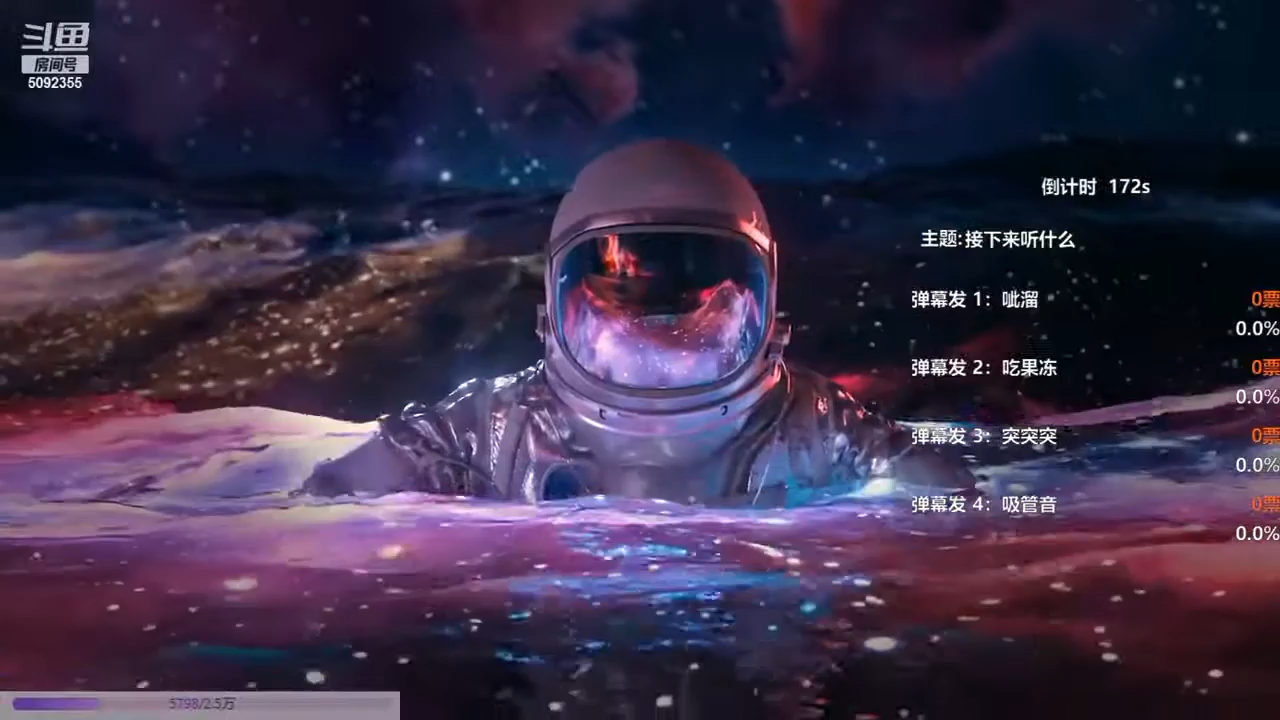 斗鱼
房间号
5092355
倒计时 172s
主题:接下来听什么
弹幕发 1：呲溜 0票
0.0%
弹幕发 2：吃果冻 0票
0.0%
弹幕发 3：突突突 0票
0.0%
弹幕发 4：吸管音 0票
0.0%
5798/2.5万